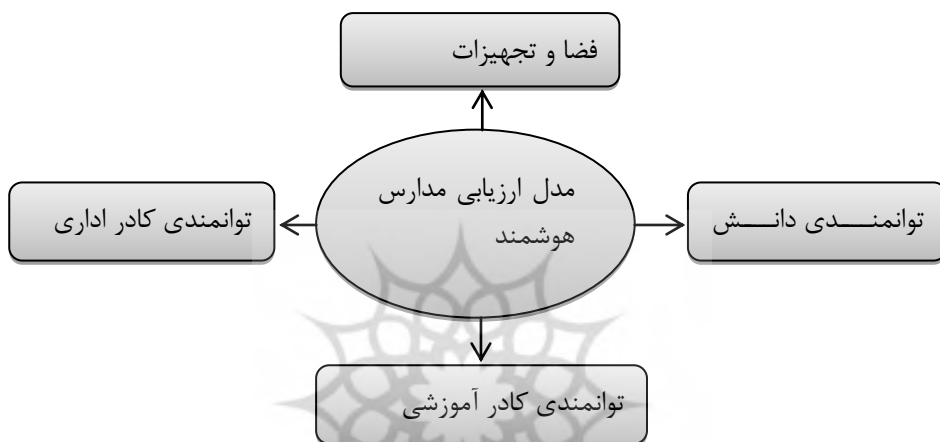 فضا و تجهیزات
مدل ارزیابی مدارس
هوشمند
توانمندی دانش
توانمندی کادر اداری
توانمندی کادر آموزشی